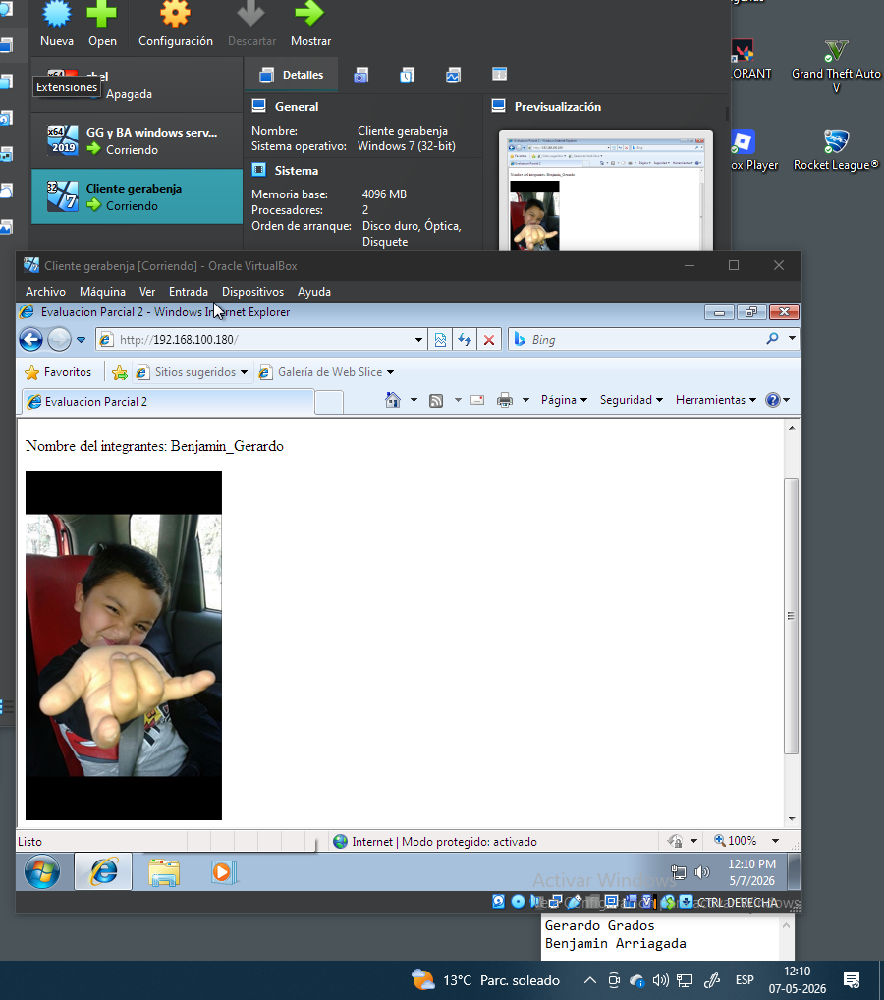 Nueva Open Configuración Descartar Mostrar
Extensiones
Apagada
GG y BA windows serv...
Corriendo
x64
2019
Cliente gerabenja
Corriendo
32
7
Detalles
General
Nombre: Cliente gerabenja
Sistema operativo: Windows 7 (32-bit)
Sistema
Memoria base: 4096 MB
Procesadores: 2
Orden de arranque: Disco duro, Óptica,
Disquete
Previsualización
Grand Theft Auto
V
Rocket League®
Cliente gerabenja [Corriendo] - Oracle VirtualBox
Archivo Máquina Ver Entrada Dispositivos Ayuda
Evaluacion Parcial 2 - Windows Internet Explorer
http://192.168.100.180/
Bing
Favoritos Sitios sugeridos Galería de Web Slice
Evaluacion Parcial 2
Página Seguridad Herramientas
Nombre del integrantes: Benjamin_Gerardo
Listo
Internet | Modo protegido: activado
100%
12:10 PM
5/7/2026
Activar Windows
CTRL DERECHA
Gerardo Grados
Benjamin Arriagada
13°C Parc. soleado
ESP
12:10
07-05-2026